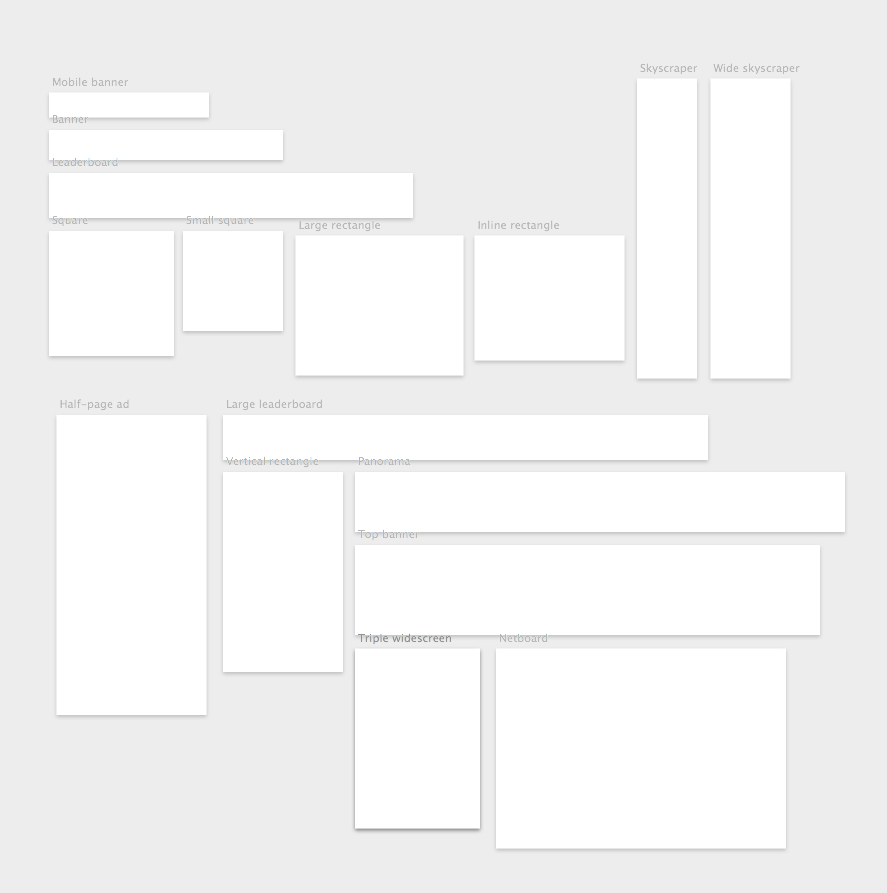 Skyscraper
Wide skyscraper
Mobile banner
Banner
Leaderboard
Square
Small square
Large rectangle
Inline rectangle
Half-page ad
Large leaderboard
Vertical rectangle
Panorama
Top banner
Triple widescreen
Netboard